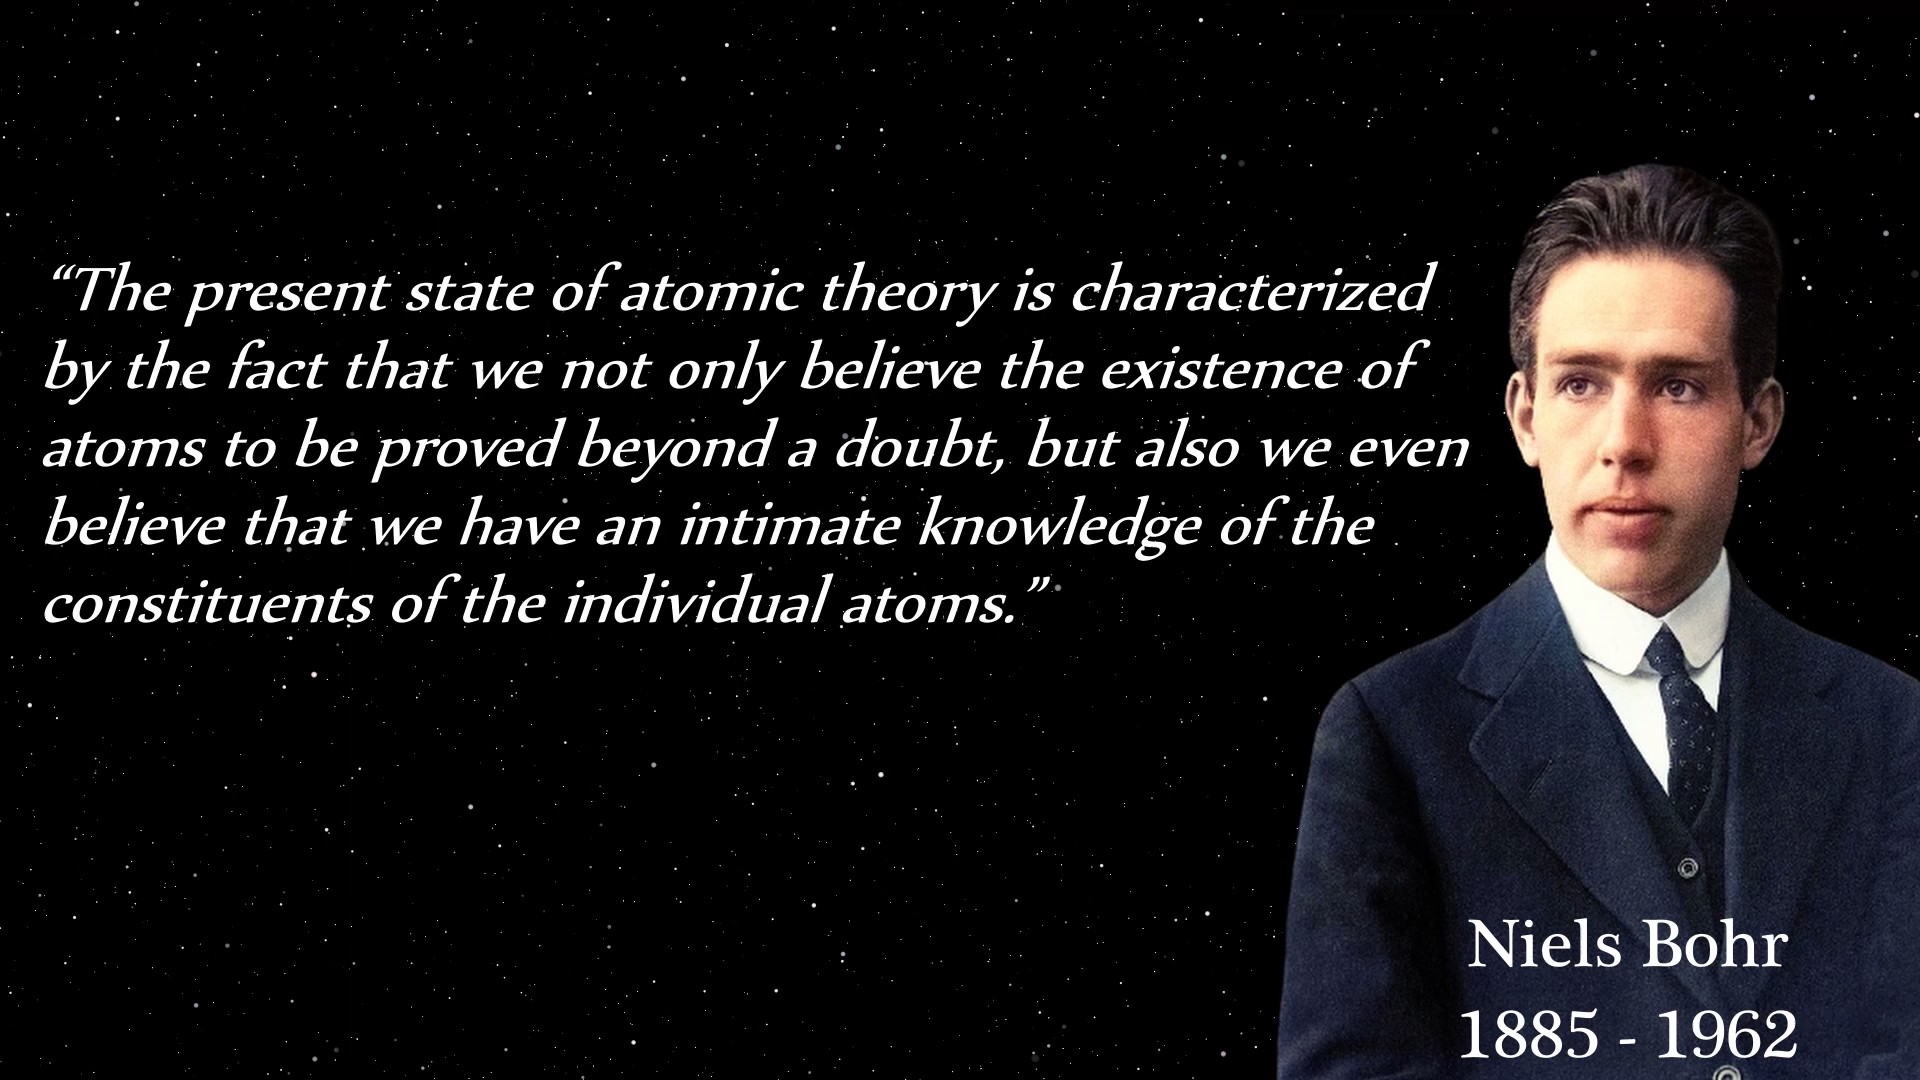 “The present state of atomic theory is characterized
by the fact that we not only believe the existence of
atoms to be proved beyond a doubt, but also we even
believe that we have an intimate knowledge of the
constituents of the individual atoms.”
Niels Bohr
1885 - 1962